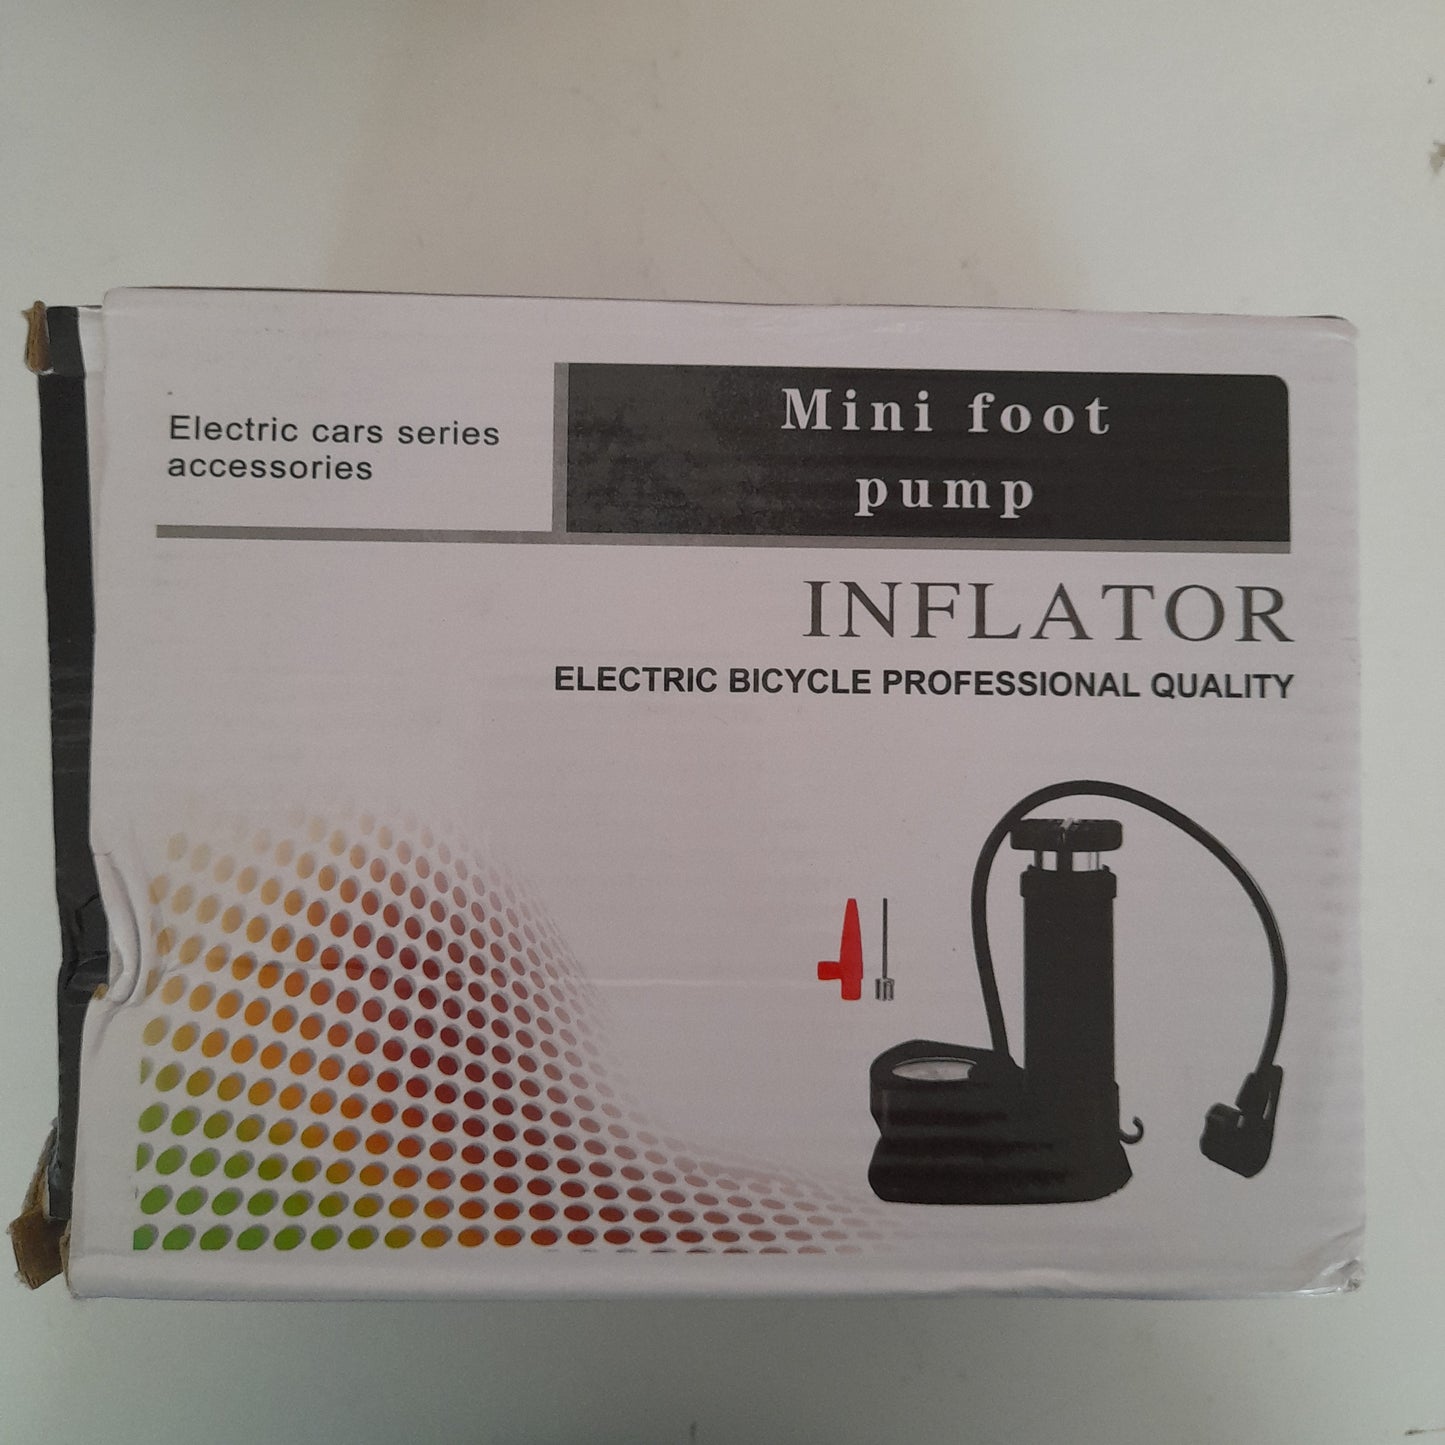 Electric cars series
accessories
Mini foot
pump
INFLATOR
ELECTRIC BICYCLE PROFESSIONAL QUALITY